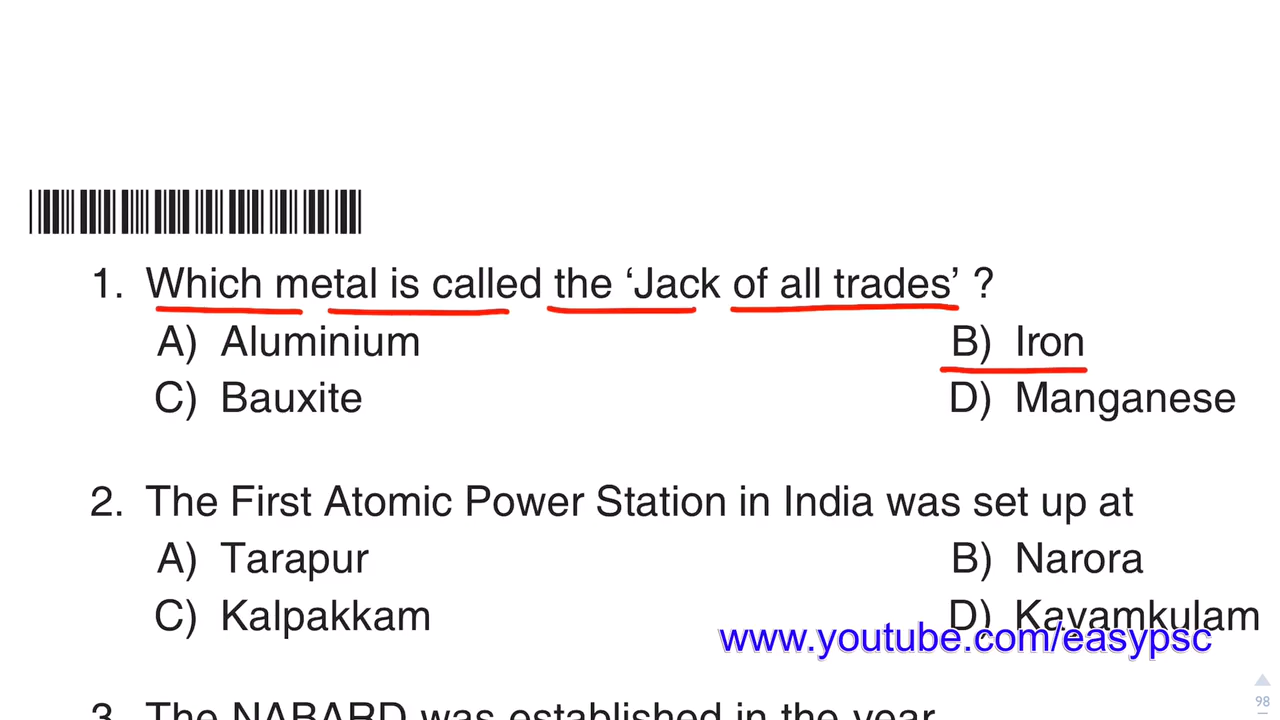 1. Which metal is called the ‘Jack of all trades’ ?
A) Aluminium B) Iron
C) Bauxite D) Manganese
2. The First Atomic Power Station in India was set up at
A) Tarapur B) Narora
C) Kalpakkam D) Kayamkulam
www.youtube.com/easypsc
98
3. The NABARD was established in the year